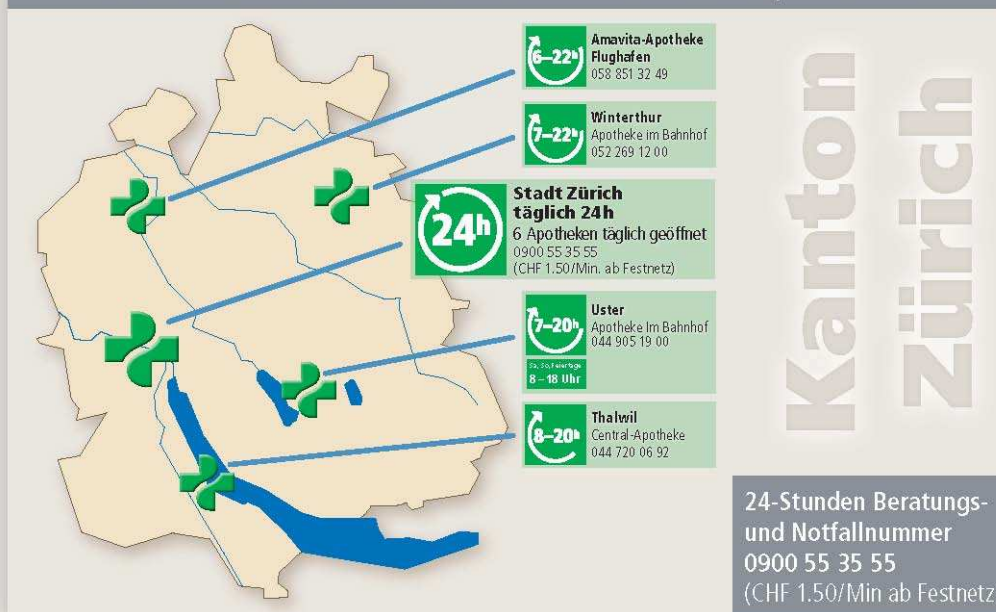 6–22h
Amavita-Apotheke
Flughafen
058 851 32 49
7–22h
Winterthur
Apotheke im Bahnhof
052 269 12 00
24h
Stadt Zürich
täglich 24h
6 Apotheken täglich geöffnet
0900 55 35 55
(CHF 1.50/Min. ab Festnetz)
7–20h
Sa, So, Feiertage
8–18 Uhr
Uster
Apotheke Im Bahnhof
044 905 19 00
8–20h
Thalwil
Central-Apotheke
044 720 06 92
Kanton
Zürich
24-Stunden Beratungs-
und Notfallnummer
0900 55 35 55
(CHF 1.50/Min ab Festnetz